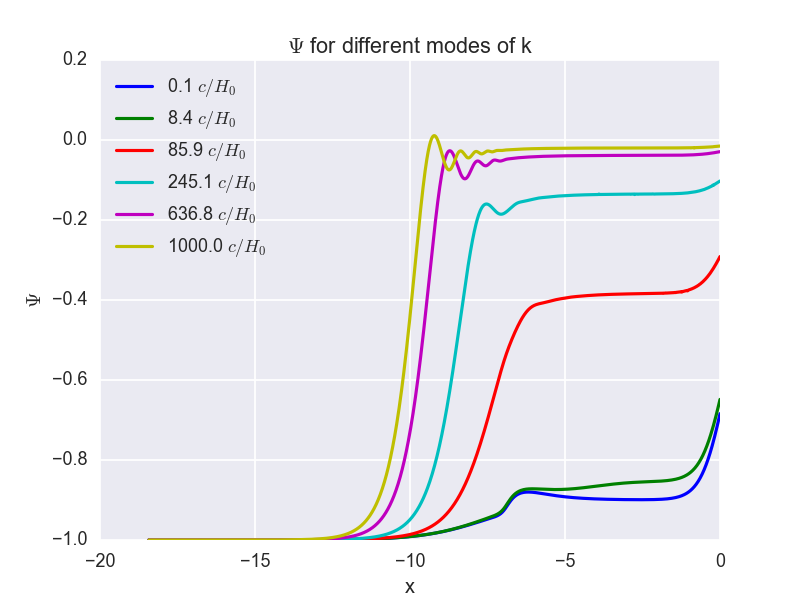 Ψ for different modes of k
0.2
0.0
−0.2
−0.4
−0.6
−0.8
−1.0
Ψ
0.1 c/H₀
8.4 c/H₀
85.9 c/H₀
245.1 c/H₀
636.8 c/H₀
1000.0 c/H₀
−20 −15 −10 −5 0
x